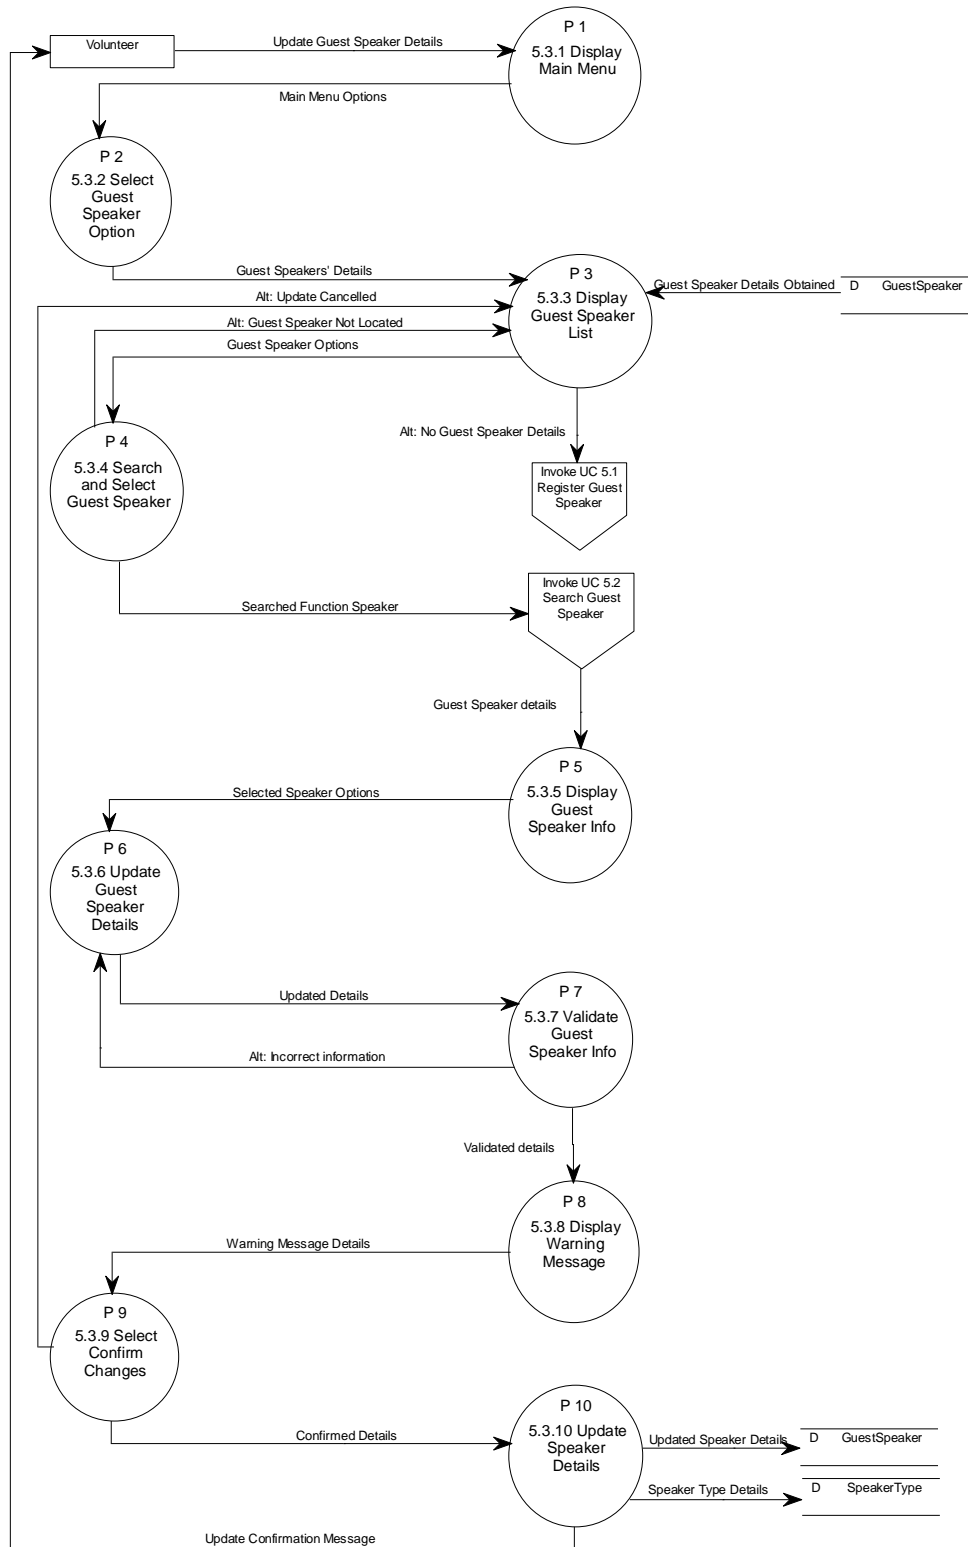 P 1
Volunteer
Update Guest Speaker Details
5.3.1 Display
Main Menu
Main Menu Options
P 2
5.3.2 Select
Guest
Speaker
Option
Guest Speakers' Details
P 3
5.3.3 Display
Guest Speaker
List
Guest Speaker Details Obtained
D GuestSpeaker
Alt: Update Cancelled
Alt: Guest Speaker Not Located
Guest Speaker Options
P 4
5.3.4 Search
and Select
Guest Speaker
Alt: No Guest Speaker Details
Invoke UC 5.1
Register Guest
Speaker
Invoke UC 5.2
Search Guest
Speaker
Searched Function Speaker
Guest Speaker details
P 5
5.3.5 Display
Guest
Speaker Info
Selected Speaker Options
P 6
5.3.6 Update
Guest
Speaker
Details
Updated Details
P 7
5.3.7 Validate
Guest
Speaker Info
Alt: Incorrect information
Validated details
P 8
5.3.8 Display
Warning
Message
Warning Message Details
P 9
5.3.9 Select
Confirm
Changes
Confirmed Details
P 10
5.3.10 Update
Speaker
Details
Updated Speaker Details
D GuestSpeaker
Speaker Type Details
D SpeakerType
Update Confirmation Message